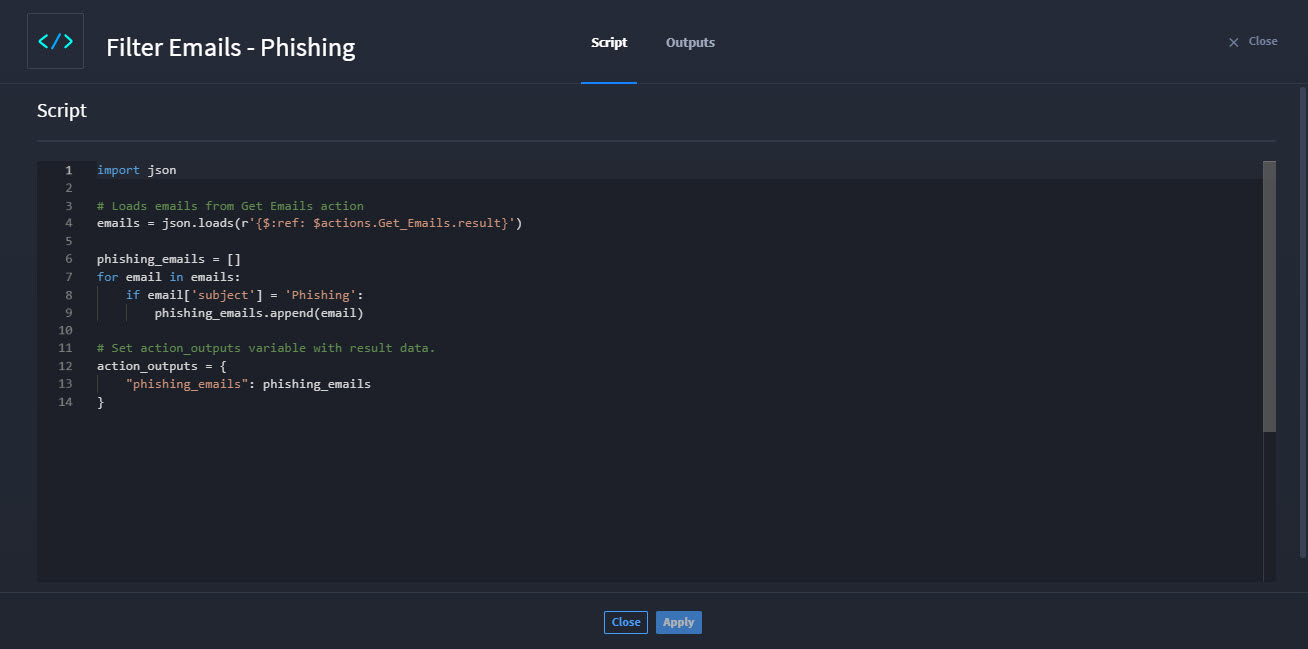 </>
Filter Emails - Phishing
Script
Outputs
Close
Script
1 import json
2
3 # Loads emails from Get Emails action
4 emails = json.loads(r'{$:ref: $actions.Get_Emails.result}')
5
6 phishing_emails = []
7 for email in emails:
8     if email['subject'] = 'Phishing':
9         phishing_emails.append(email)
10
11 # Set action_outputs variable with result data.
12 action_outputs = {
13     "phishing_emails": phishing_emails
14 }
Close
Apply